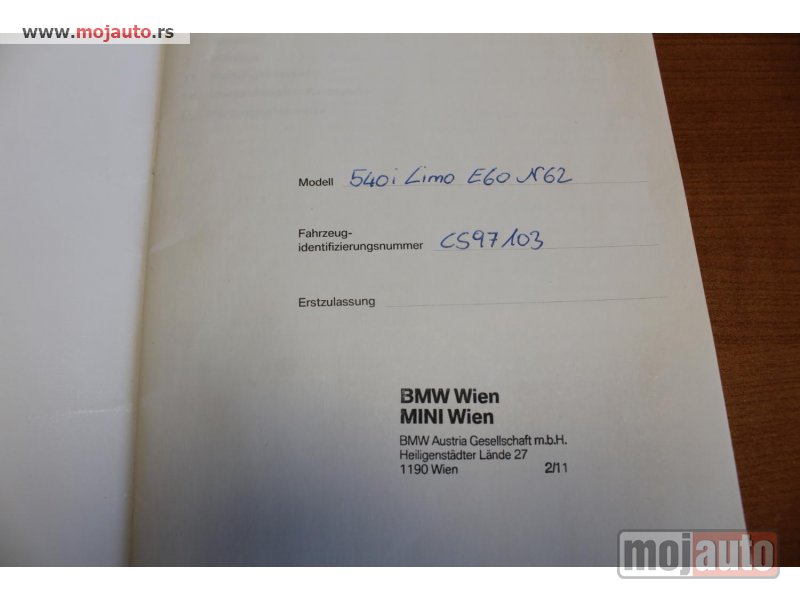 www.mojauto.rs
Modell 540i Limo E60 N62
Fahrzeug-
identifizierungsnummer CS97103
Erstzulassung
BMW Wien
MINI Wien
BMW Austria Gesellschaft m.b.H.
Heiligenstädter Lände 27
1190 Wien 2/11
mojauto